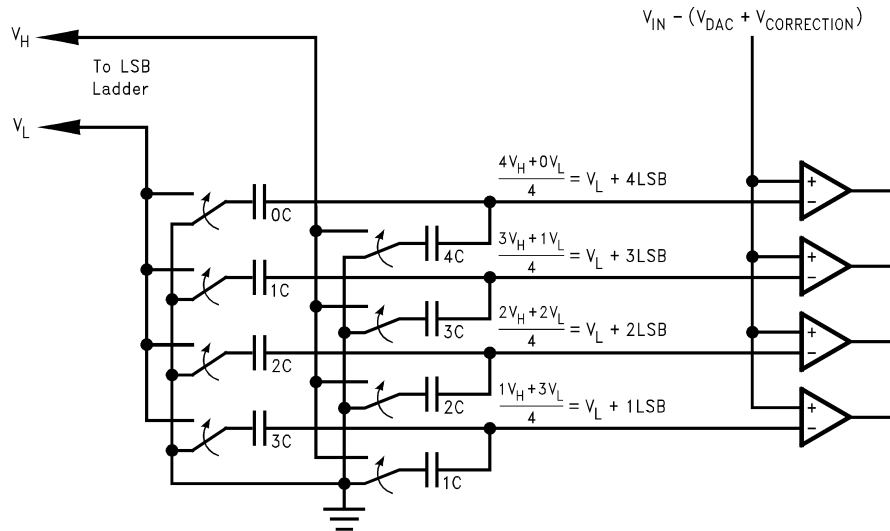 V_IN – (V_DAC + V_CORRECTION)
V_H
To LSB
Ladder
V_L
4V_H+0V_L / 4 = V_L + 4LSB
+
–
0C
3V_H+1V_L / 4 = V_L + 3LSB
4C
+
–
1C
2V_H+2V_L / 4 = V_L + 2LSB
3C
+
–
2C
1V_H+3V_L / 4 = V_L + 1LSB
2C
+
–
3C
1C